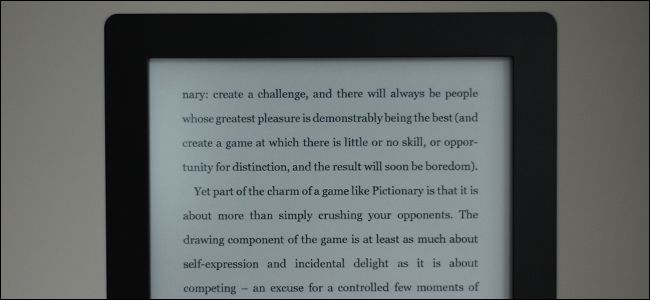 nary: create a challenge, and there will always be people
whose greatest pleasure is demonstrably being the best (and
create a game at which there is little or no skill, or oppor-
tunity for distinction, and the result will soon be boredom).
Yet part of the charm of a game like Pictionary is that it is
about more than simply crushing your opponents. The
drawing component of the game is at least as much about
self-expression and incidental delight as it is about
competing – an excuse for a controlled few moments of